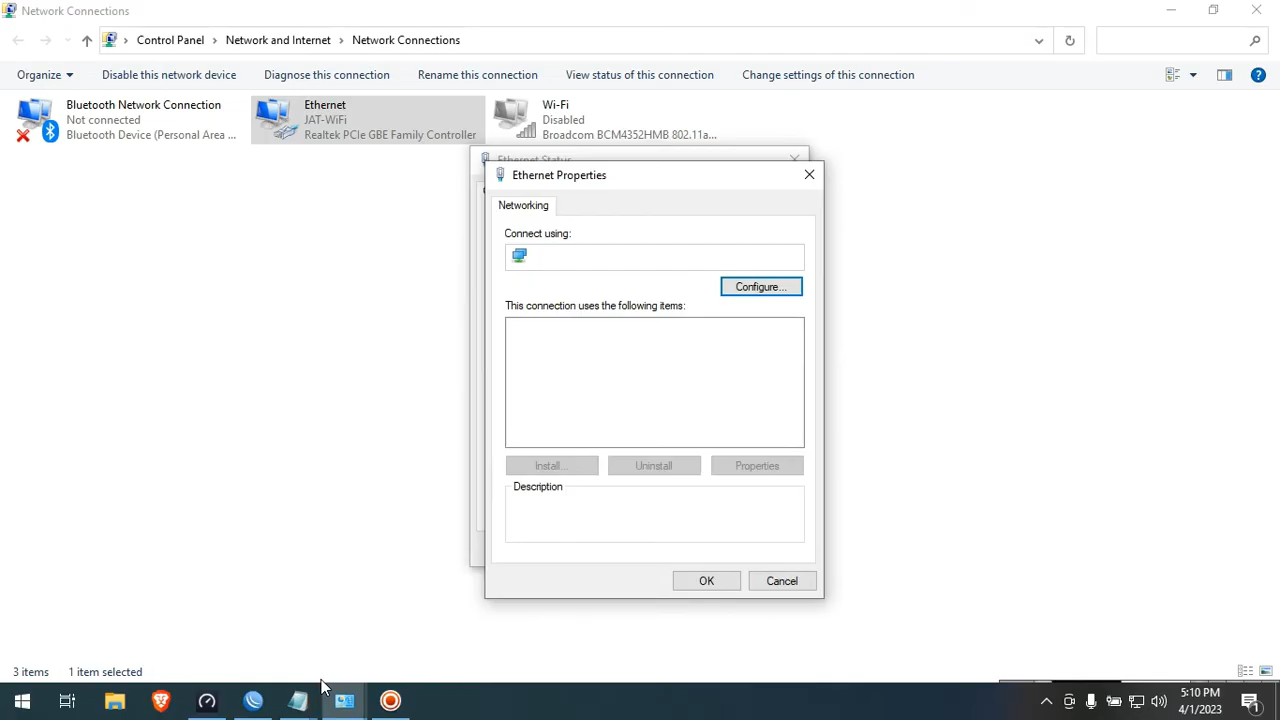 Network Connections
Control Panel > Network and Internet > Network Connections
Organize Disable this network device Diagnose this connection Rename this connection View status of this connection Change settings of this connection
Bluetooth Network Connection
Not connected
Bluetooth Device (Personal Area ...
Ethernet
JAT-WiFi
Realtek PCIe GBE Family Controller
Wi-Fi
Disabled
Broadcom BCM4352HMB 802.11a...
Ethernet Status
Ethernet Properties
Networking
Connect using:
Configure...
This connection uses the following items:
Install... Uninstall Properties
Description
OK Cancel
3 items 1 item selected
5:10 PM
4/1/2023
1